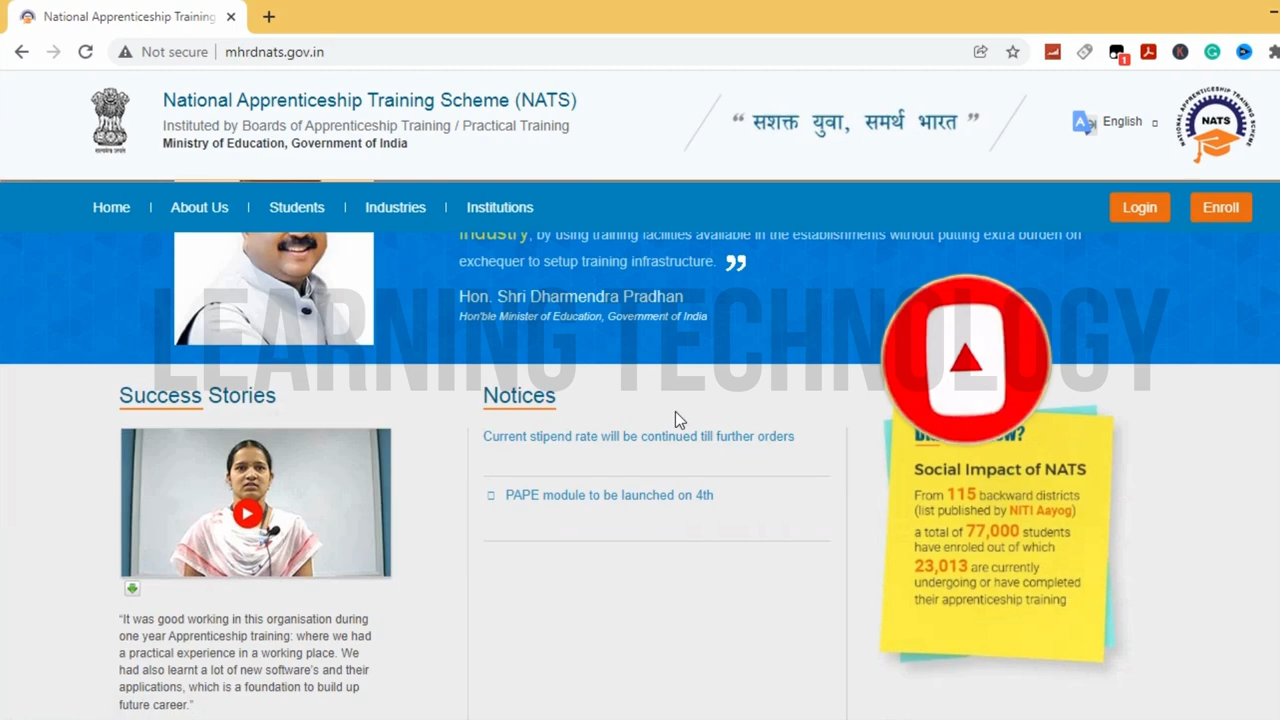 National Apprenticeship Training
Not secure mhrdnats.gov.in
1
K
National Apprenticeship Training Scheme (NATS)
Instituted by Boards of Apprenticeship Training / Practical Training
Ministry of Education, Government of India
“ सशक्त युवा, समर्थ भारत ”
English
NATIONAL APPRENTICESHIP TRAINING SCHEME
NATS
Home
About Us
Students
Industries
Institutions
Login
Enroll
Industry, by using training facilities available in the establishments without putting extra burden on
exchequer to setup training infrastructure. ”
Hon. Shri Dharmendra Pradhan
Hon'ble Minister of Education, Government of India
LEARNING TECHNOLOGY
Success Stories
“It was good working in this organisation during
one year Apprenticeship training: where we had
a practical experience in a working place. We
had also learnt a lot of new software's and their
applications, which is a foundation to build up
future career.”
Notices
Current stipend rate will be continued till further orders
PAPE module to be launched on 4th
Social Impact of NATS
From 115 backward districts
(list published by NITI Aayog)
a total of 77,000 students
have enroled out of which
23,013 are currently
undergoing or have completed
their apprenticeship training